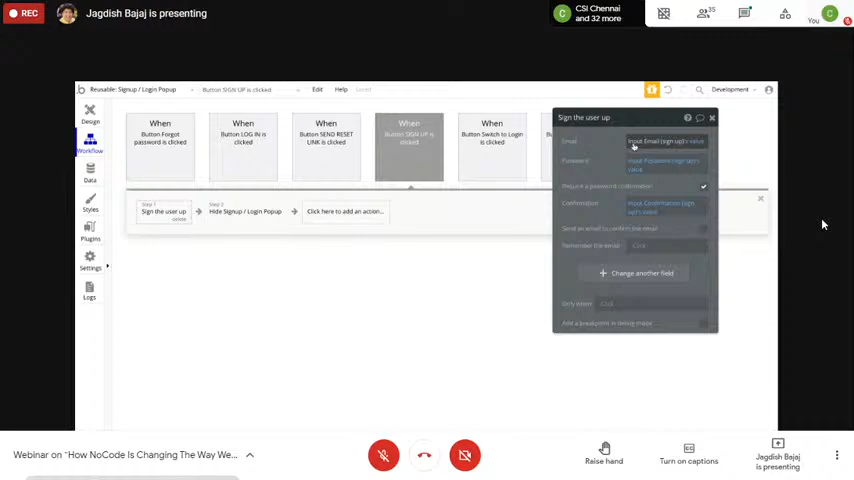 REC
Jagdish Bajaj is presenting
C
CSI Chennai
and 32 more
35
You
C
b
Reusable: Signup / Login Popup
Button SIGN UP is clicked
Edit
Help
Saved
Development
Design
Workflow
Data
Styles
Plugins
Settings
Logs
When
Button Forgot
password is clicked
When
Button LOG IN is
clicked
When
Button SEND RESET
LINK is clicked
When
Button SIGN UP is
clicked
When
Button Switch to Login
is clicked
Step 1
Sign the user up
delete
Step 2
Hide Signup / Login Popup
Click here to add an action...
Sign the user up
Email
Input Email (sign up)'s value
Password
Input Password (sign up)'s
value
Require a password confirmation
Confirmation
Input Confirmation (sign
up)'s value
Send an email to confirm the email
Remember the email
Click
Change another field
Only when
Click
Add a breakpoint in debug mode
Webinar on "How NoCode Is Changing The Way We...
Raise hand
Turn on captions
Jagdish Bajaj
is presenting